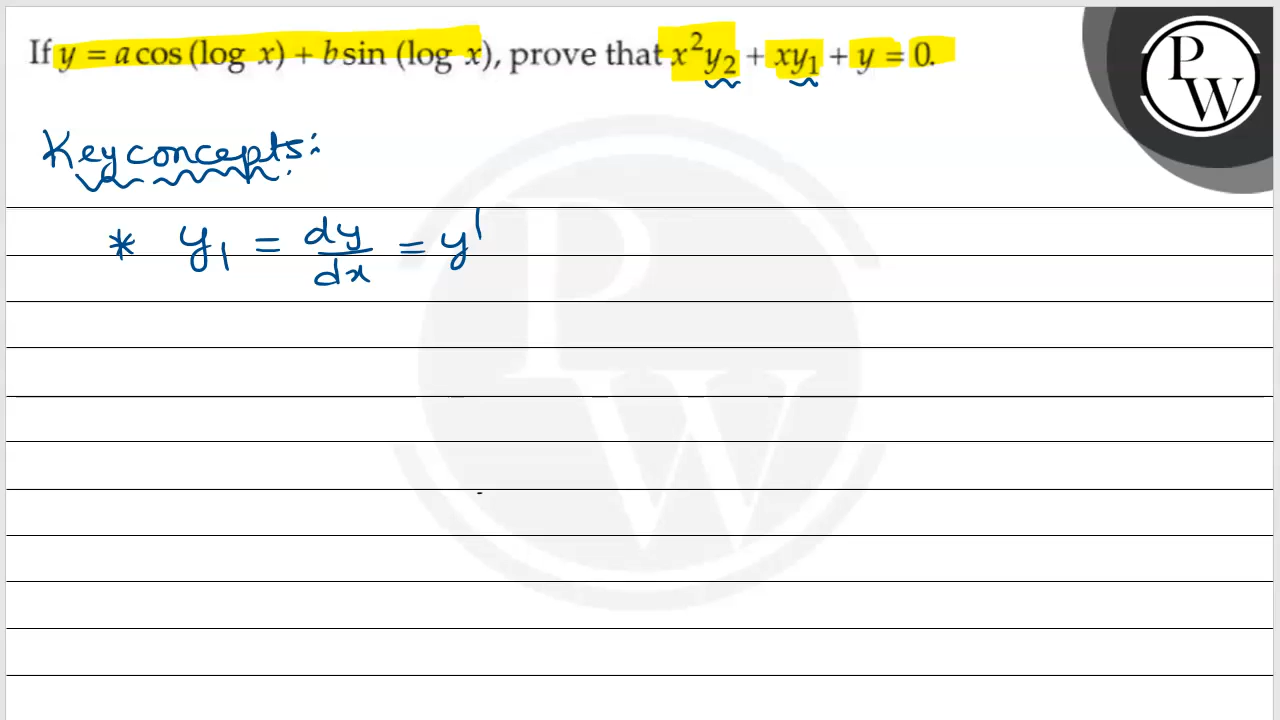 If y = a cos (log x) + b sin (log x), prove that x²y₂ + xy₁ + y = 0.
Key concepts:
* y₁ = dy/dx = y'
P
W
P
W